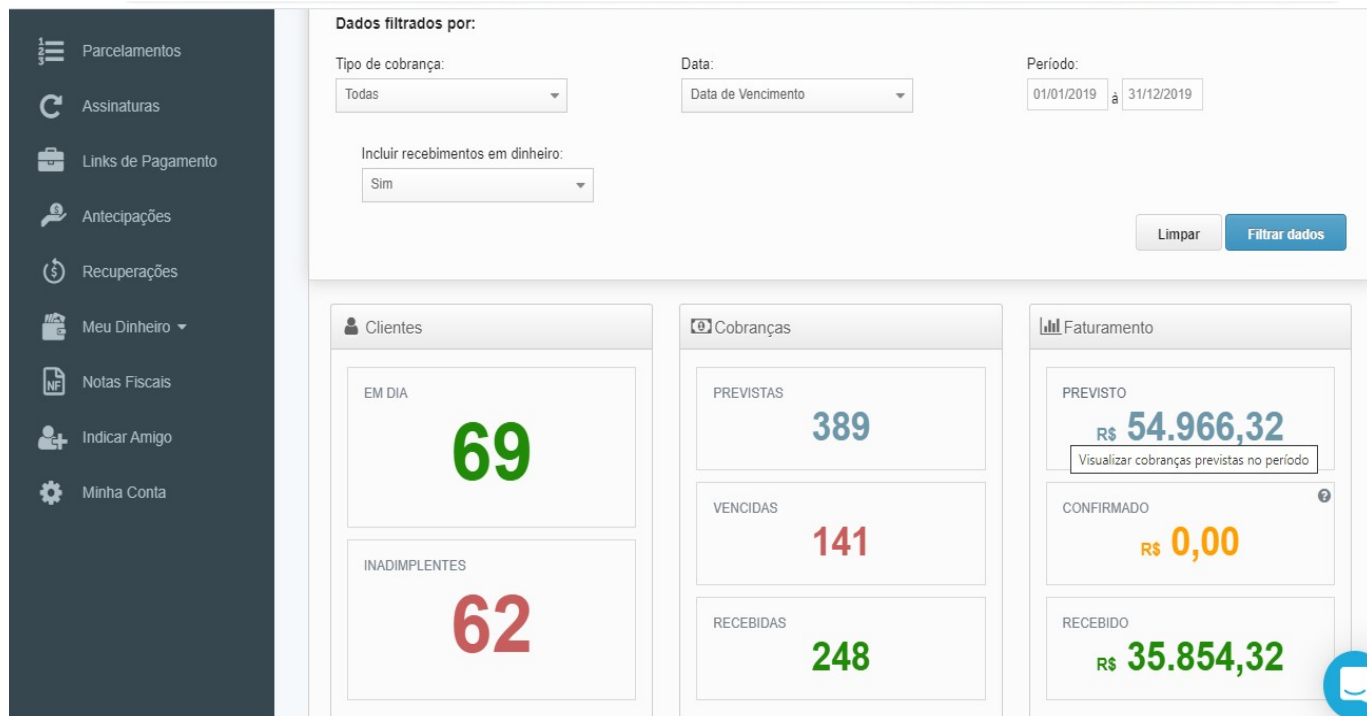 Parcelamentos
Assinaturas
Links de Pagamento
Antecipações
Recuperações
Meu Dinheiro
NF Notas Fiscais
Indicar Amigo
Minha Conta
Dados filtrados por:
Tipo de cobrança:
Todas
Data:
Data de Vencimento
Período:
01/01/2019 à 31/12/2019
Incluir recebimentos em dinheiro:
Sim
Limpar
Filtrar dados
Clientes
EM DIA
69
INADIMPLENTES
62
Cobranças
PREVISTAS
389
VENCIDAS
141
RECEBIDAS
248
Faturamento
PREVISTO
R$ 54.966,32
Visualizar cobranças previstas no período
CONFIRMADO
R$ 0,00
RECEBIDO
R$ 35.854,32